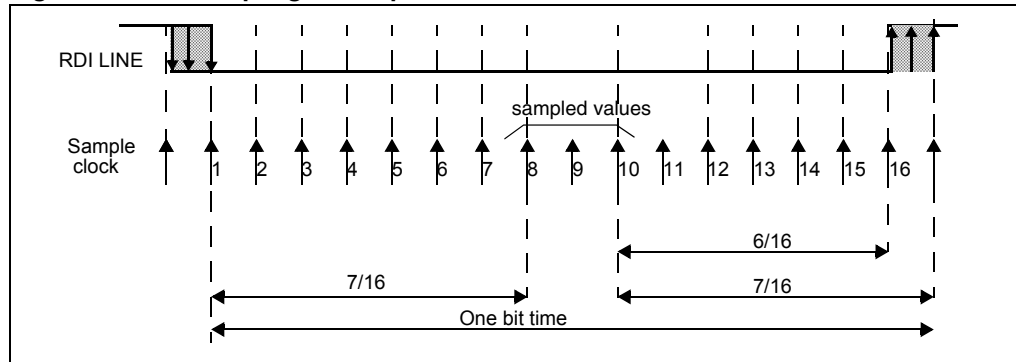 RDI LINE
sampled values
Sample
clock
1 2 3 4 5 6 7 8 9 10 11 12 13 14 15 16
6/16
7/16 7/16
One bit time